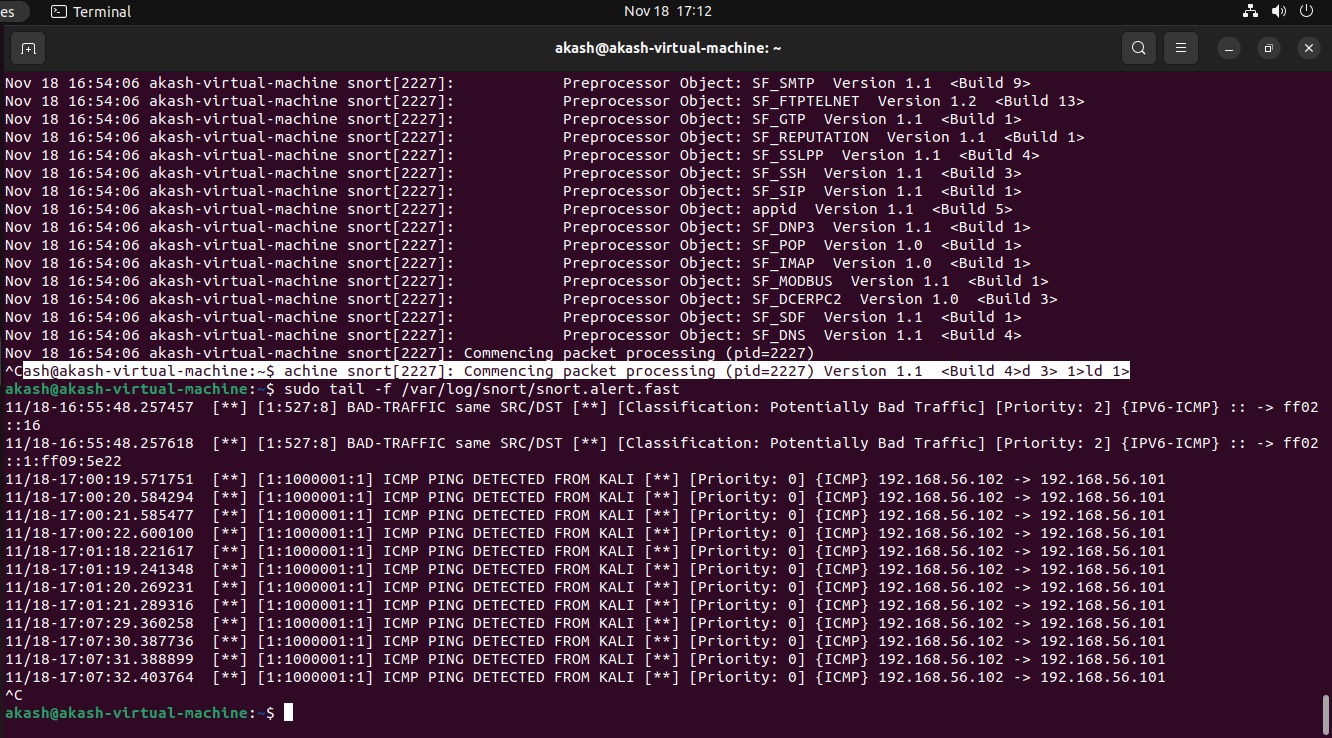 es Terminal Nov 18 17:12
akash@akash-virtual-machine: ~
Nov 18 16:54:06 akash-virtual-machine snort[2227]:            Preprocessor Object: SF_SMTP  Version 1.1  <Build 9>
Nov 18 16:54:06 akash-virtual-machine snort[2227]:            Preprocessor Object: SF_FTPTELNET  Version 1.2  <Build 13>
Nov 18 16:54:06 akash-virtual-machine snort[2227]:            Preprocessor Object: SF_GTP  Version 1.1  <Build 1>
Nov 18 16:54:06 akash-virtual-machine snort[2227]:            Preprocessor Object: SF_REPUTATION  Version 1.1  <Build 1>
Nov 18 16:54:06 akash-virtual-machine snort[2227]:            Preprocessor Object: SF_SSLPP  Version 1.1  <Build 4>
Nov 18 16:54:06 akash-virtual-machine snort[2227]:            Preprocessor Object: SF_SSH  Version 1.1  <Build 3>
Nov 18 16:54:06 akash-virtual-machine snort[2227]:            Preprocessor Object: SF_SIP  Version 1.1  <Build 1>
Nov 18 16:54:06 akash-virtual-machine snort[2227]:            Preprocessor Object: appid  Version 1.1  <Build 5>
Nov 18 16:54:06 akash-virtual-machine snort[2227]:            Preprocessor Object: SF_DNP3  Version 1.1  <Build 1>
Nov 18 16:54:06 akash-virtual-machine snort[2227]:            Preprocessor Object: SF_POP  Version 1.0  <Build 1>
Nov 18 16:54:06 akash-virtual-machine snort[2227]:            Preprocessor Object: SF_IMAP  Version 1.0  <Build 1>
Nov 18 16:54:06 akash-virtual-machine snort[2227]:            Preprocessor Object: SF_MODBUS  Version 1.1  <Build 1>
Nov 18 16:54:06 akash-virtual-machine snort[2227]:            Preprocessor Object: SF_DCERPC2  Version 1.0  <Build 3>
Nov 18 16:54:06 akash-virtual-machine snort[2227]:            Preprocessor Object: SF_SDF  Version 1.1  <Build 1>
Nov 18 16:54:06 akash-virtual-machine snort[2227]:            Preprocessor Object: SF_DNS  Version 1.1  <Build 4>
Nov 18 16:54:06 akash-virtual-machine snort[2227]: Commencing packet processing (pid=2227)
^Cash@akash-virtual-machine:~$ achine snort[2227]: Commencing packet processing (pid=2227) Version 1.1  <Build 4>d 3> 1>ld 1>
akash@akash-virtual-machine:~$ sudo tail -f /var/log/snort/snort.alert.fast
11/18-16:55:48.257457  [**] [1:527:8] BAD-TRAFFIC same SRC/DST [**] [Classification: Potentially Bad Traffic] [Priority: 2] {IPV6-ICMP} :: -> ff02
::16
11/18-16:55:48.257618  [**] [1:527:8] BAD-TRAFFIC same SRC/DST [**] [Classification: Potentially Bad Traffic] [Priority: 2] {IPV6-ICMP} :: -> ff02
::1:ff09:5e22
11/18-17:00:19.571751  [**] [1:1000001:1] ICMP PING DETECTED FROM KALI [**] [Priority: 0] {ICMP} 192.168.56.102 -> 192.168.56.101
11/18-17:00:20.584294  [**] [1:1000001:1] ICMP PING DETECTED FROM KALI [**] [Priority: 0] {ICMP} 192.168.56.102 -> 192.168.56.101
11/18-17:00:21.585477  [**] [1:1000001:1] ICMP PING DETECTED FROM KALI [**] [Priority: 0] {ICMP} 192.168.56.102 -> 192.168.56.101
11/18-17:00:22.600100  [**] [1:1000001:1] ICMP PING DETECTED FROM KALI [**] [Priority: 0] {ICMP} 192.168.56.102 -> 192.168.56.101
11/18-17:01:18.221617  [**] [1:1000001:1] ICMP PING DETECTED FROM KALI [**] [Priority: 0] {ICMP} 192.168.56.102 -> 192.168.56.101
11/18-17:01:19.241348  [**] [1:1000001:1] ICMP PING DETECTED FROM KALI [**] [Priority: 0] {ICMP} 192.168.56.102 -> 192.168.56.101
11/18-17:01:20.269231  [**] [1:1000001:1] ICMP PING DETECTED FROM KALI [**] [Priority: 0] {ICMP} 192.168.56.102 -> 192.168.56.101
11/18-17:01:21.289316  [**] [1:1000001:1] ICMP PING DETECTED FROM KALI [**] [Priority: 0] {ICMP} 192.168.56.102 -> 192.168.56.101
11/18-17:07:29.360258  [**] [1:1000001:1] ICMP PING DETECTED FROM KALI [**] [Priority: 0] {ICMP} 192.168.56.102 -> 192.168.56.101
11/18-17:07:30.387736  [**] [1:1000001:1] ICMP PING DETECTED FROM KALI [**] [Priority: 0] {ICMP} 192.168.56.102 -> 192.168.56.101
11/18-17:07:31.388899  [**] [1:1000001:1] ICMP PING DETECTED FROM KALI [**] [Priority: 0] {ICMP} 192.168.56.102 -> 192.168.56.101
11/18-17:07:32.403764  [**] [1:1000001:1] ICMP PING DETECTED FROM KALI [**] [Priority: 0] {ICMP} 192.168.56.102 -> 192.168.56.101
^C
akash@akash-virtual-machine:~$